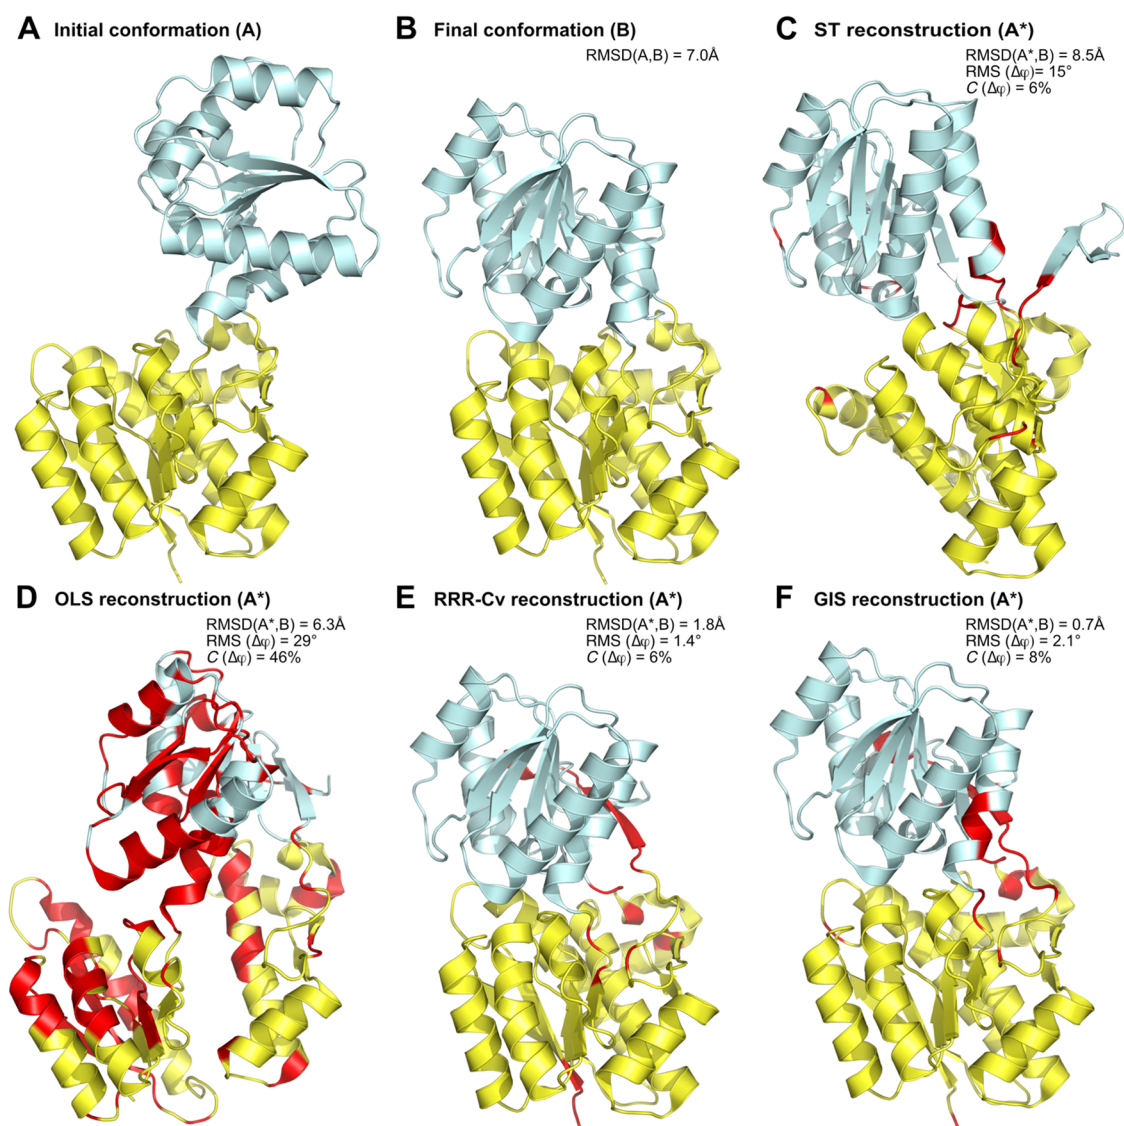 A Initial conformation (A)
B Final conformation (B)
RMSD(A,B) = 7.0Å
C ST reconstruction (A*)
RMSD(A*,B) = 8.5Å
RMS (Δφ)= 15°
C (Δφ) = 6%
D OLS reconstruction (A*)
RMSD(A*,B) = 6.3Å
RMS (Δφ) = 29°
C (Δφ) = 46%
E RRR-Cv reconstruction (A*)
RMSD(A*,B) = 1.8Å
RMS (Δφ) = 1.4°
C (Δφ) = 6%
F GIS reconstruction (A*)
RMSD(A*,B) = 0.7Å
RMS (Δφ) = 2.1°
C (Δφ) = 8%